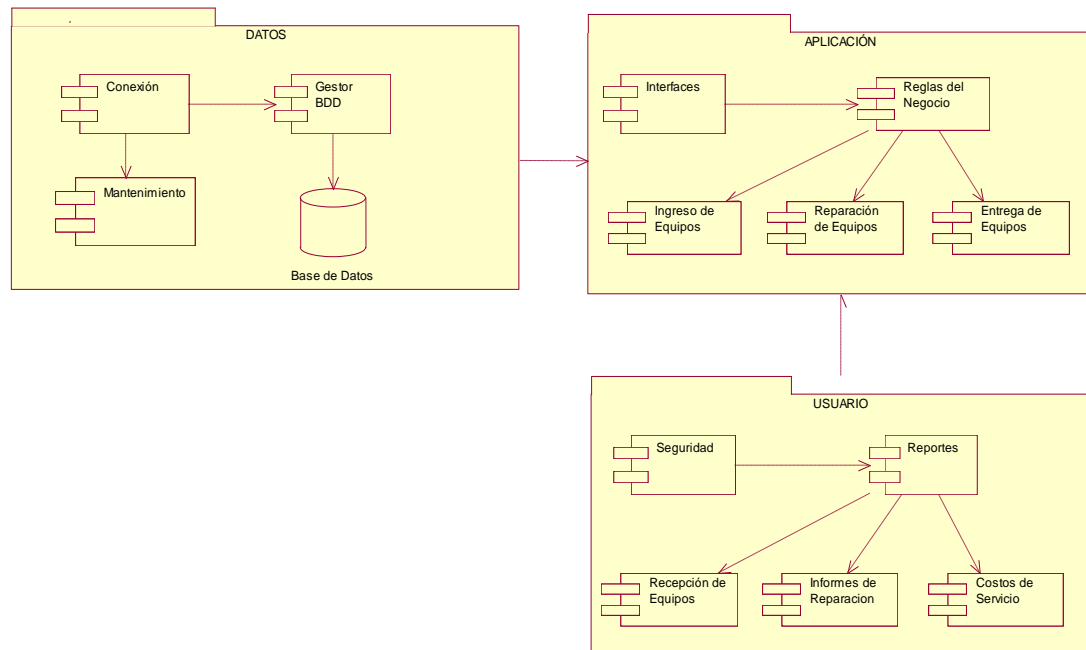 DATOS
Conexión
Gestor
BDD
Mantenimiento
Base de Datos
APLICACIÓN
Interfaces
Reglas del
Negocio
Ingreso de
Equipos
Reparación
de Equipos
Entrega de
Equipos
USUARIO
Seguridad
Reportes
Recepción de
Equipos
Informes de
Reparacion
Costos de
Servicio